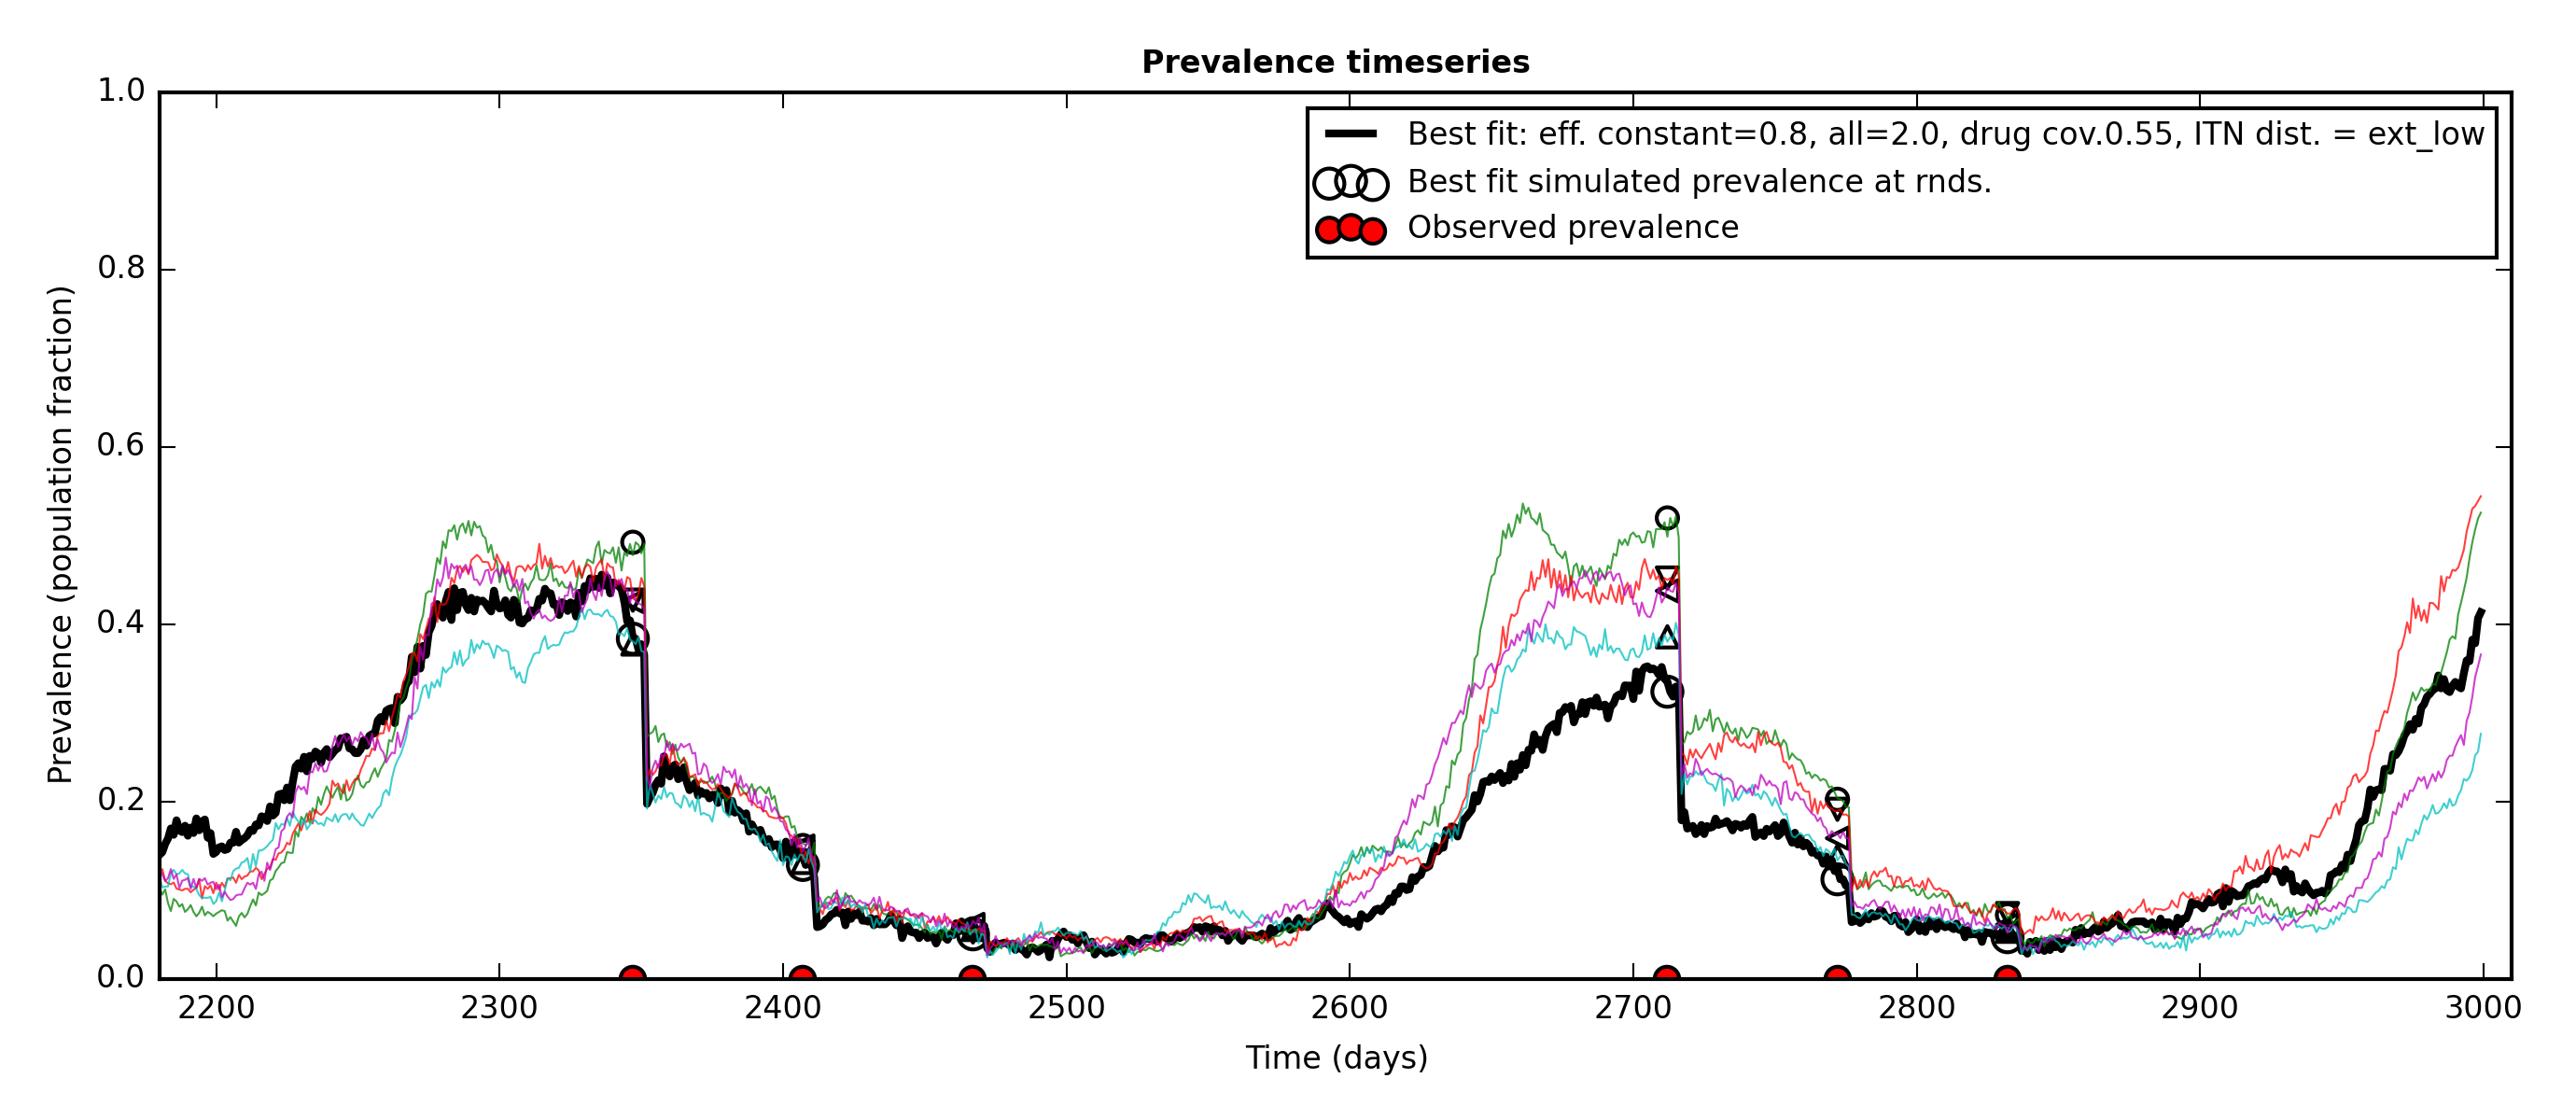 Prevalence timeseries
Prevalence (population fraction)
1.0
0.8
0.6
0.4
0.2
0.0
Best fit: eff. constant=0.8, all=2.0, drug cov.0.55, ITN dist. = ext_low
Best fit simulated prevalence at rnds.
Observed prevalence
2200 2300 2400 2500 2600 2700 2800 2900 3000
Time (days)